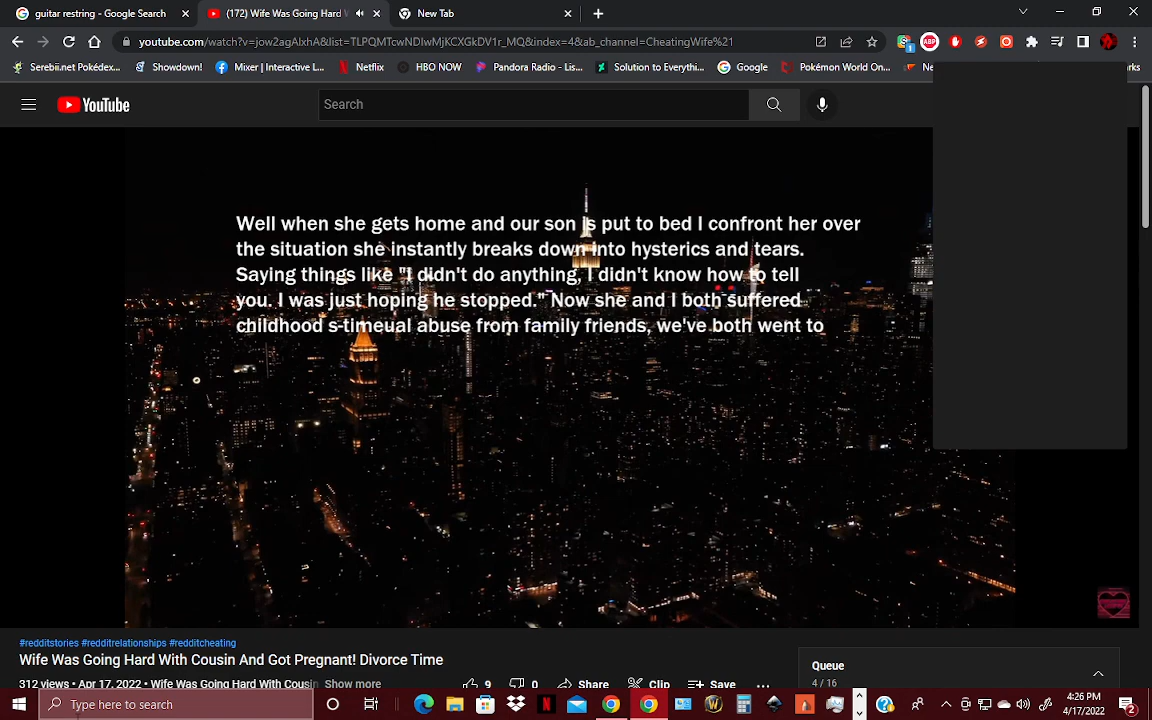 guitar restring - Google Search
(172) Wife Was Going Hard
New Tab
youtube.com/watch?v=jow2agAlxhA&list=TLPQMTcwNDIwMjKCXGkDV1r_MQ&index=4&ab_channel=CheatingWife%21
ABP
Serebii.net Pokédex...
Showdown!
Mixer | Interactive L...
Netflix
HBO NOW
Pandora Radio - Lis...
Solution to Everythi...
Google
Pokémon World On...
YouTube
Search
Well when she gets home and our son is put to bed I confront her over
the situation she instantly breaks down into hysterics and tears.
Saying things like "I didn't do anything, I didn't know how to tell
you. I was just hoping he stopped." Now she and I both suffered
childhood s-timeual abuse from family friends, we've both went to
#redditstories #redditrelationships #redditcheating
Wife Was Going Hard With Cousin And Got Pregnant! Divorce Time
312 views • Apr 17, 2022 • Wife Was Going Hard With Cousin Show more
9
0
Share
Clip
Save
Queue
4 / 16
Type here to search
4:26 PM
4/17/2022
2